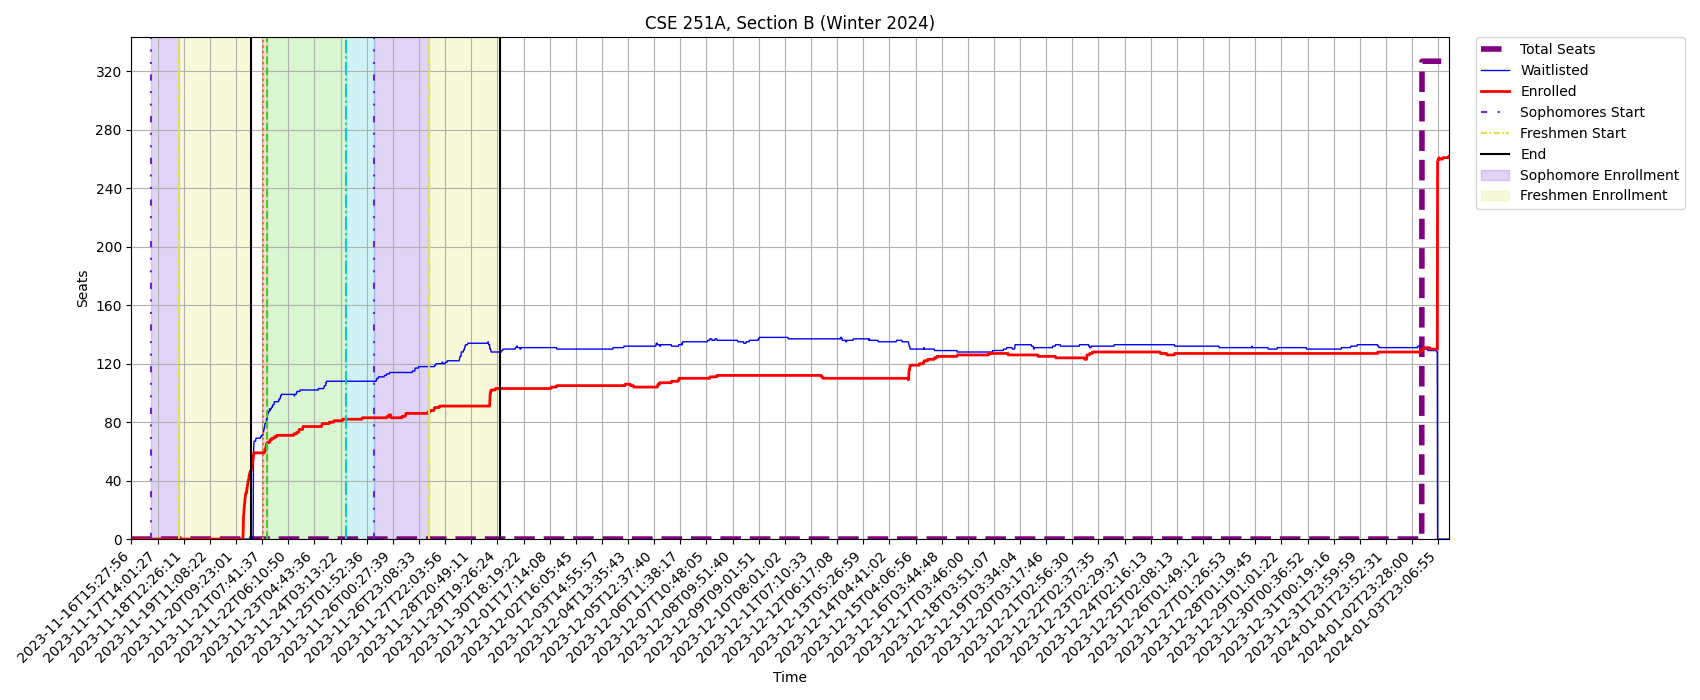 CSE 251A, Section B (Winter 2024)
Total Seats
Waitlisted
Enrolled
Sophomores Start
Freshmen Start
End
Sophomore Enrollment
Freshmen Enrollment
Seats
320
280
240
200
160
120
80
40
0
2023-11-16T15:27:56
2023-11-17T14:01:27
2023-11-18T12:26:11
2023-11-19T11:08:22
2023-11-20T09:23:01
2023-11-21T07:41:37
2023-11-22T06:10:50
2023-11-23T04:43:36
2023-11-24T03:13:22
2023-11-25T01:52:36
2023-11-26T00:27:39
2023-11-26T23:08:33
2023-11-27T22:03:56
2023-11-28T20:49:11
2023-11-29T19:26:24
2023-11-30T18:19:22
2023-12-01T17:14:08
2023-12-02T16:05:45
2023-12-03T14:55:57
2023-12-04T13:35:43
2023-12-05T12:37:40
2023-12-06T11:38:17
2023-12-07T10:48:05
2023-12-08T09:51:40
2023-12-09T09:01:51
2023-12-10T08:01:02
2023-12-11T07:10:33
2023-12-12T06:17:08
2023-12-13T05:26:59
2023-12-14T04:41:02
2023-12-15T04:06:56
2023-12-16T03:44:48
2023-12-17T03:46:00
2023-12-18T03:51:07
2023-12-19T03:34:04
2023-12-20T03:17:46
2023-12-21T02:56:30
2023-12-22T02:37:35
2023-12-23T02:29:37
2023-12-24T02:16:13
2023-12-25T02:08:13
2023-12-26T01:49:12
2023-12-27T01:26:53
2023-12-28T01:19:45
2023-12-29T01:01:22
2023-12-30T00:36:52
2023-12-31T00:19:16
2023-12-31T23:59:59
2024-01-01T23:52:31
2024-01-02T23:28:00
2024-01-03T23:06:55
Time